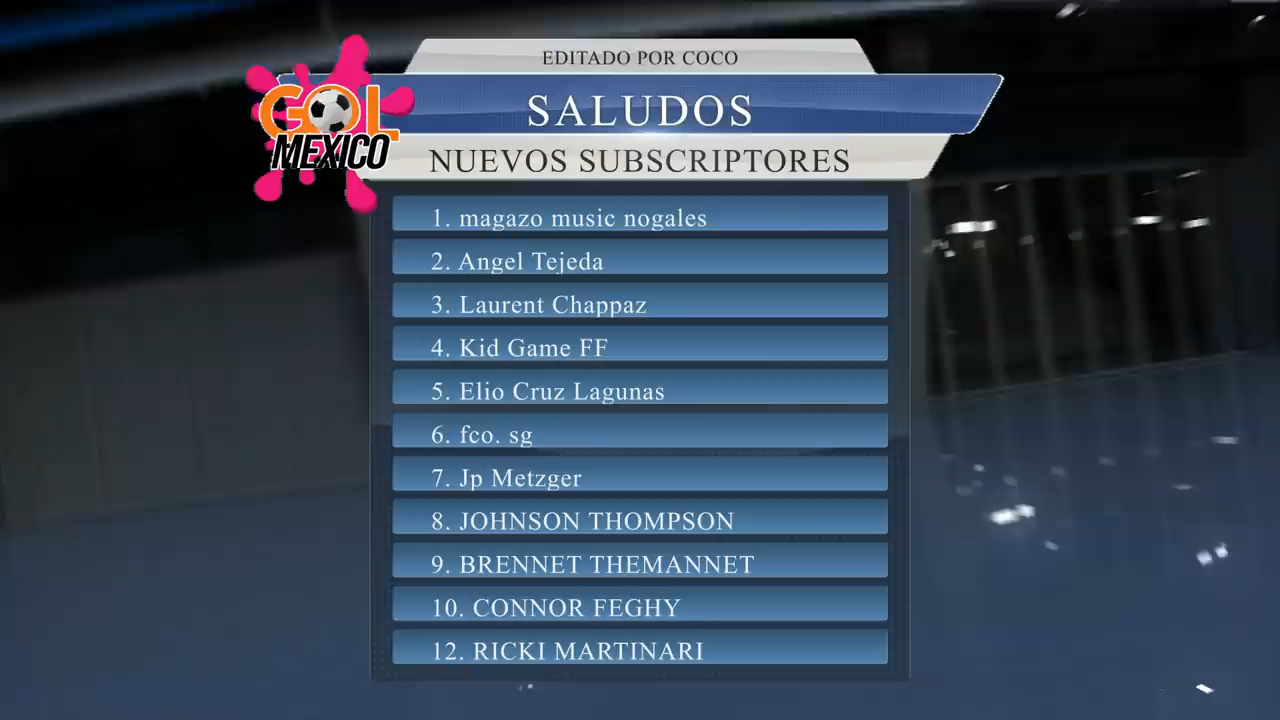 EDITADO POR COCO
GOL
MEXICO
SALUDOS
NUEVOS SUBSCRIPTORES
1. magazo music nogales
2. Angel Tejeda
3. Laurent Chappaz
4. Kid Game FF
5. Elio Cruz Lagunas
6. fco. sg
7. Jp Metzger
8. JOHNSON THOMPSON
9. BRENNET THEMANNET
10. CONNOR FEGHY
12. RICKI MARTINARI